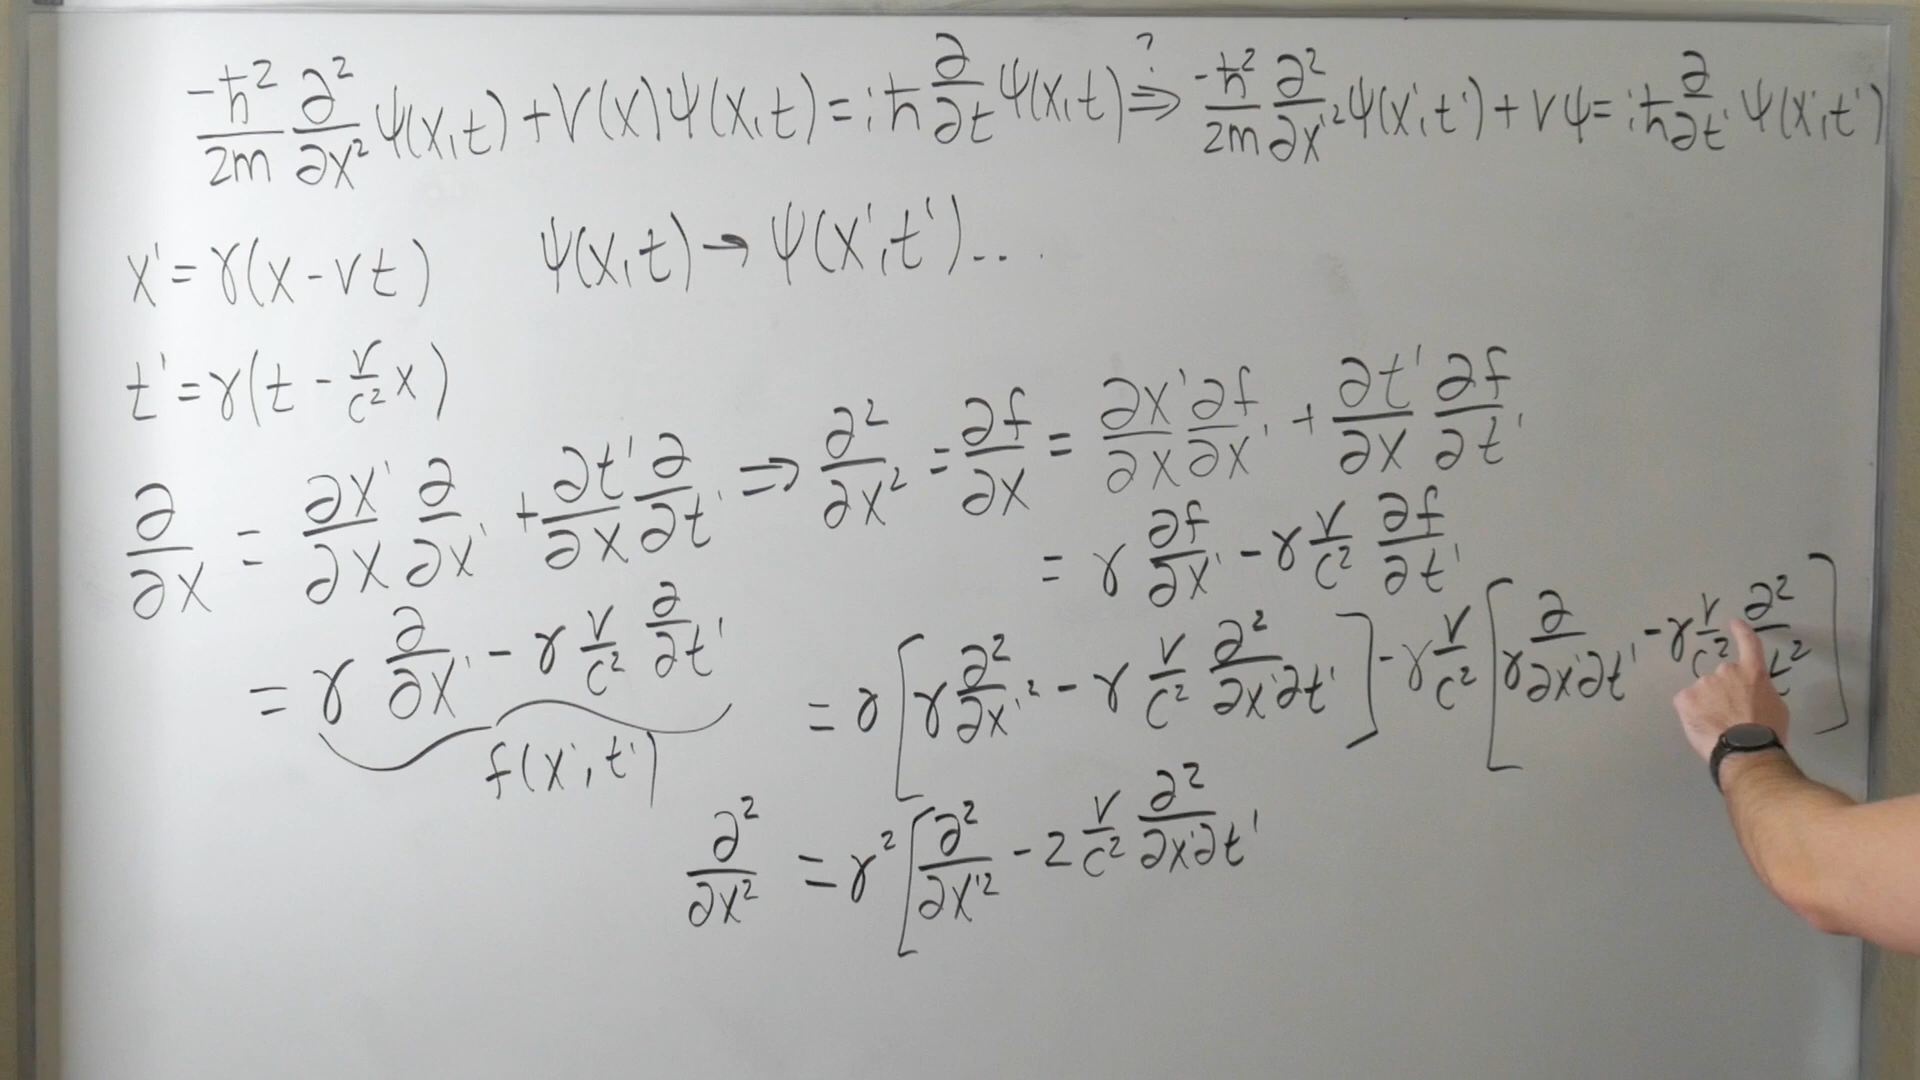 -ħ²/2m ∂²/∂x² Ψ(x,t) + V(x)Ψ(x,t) = iħ ∂/∂t Ψ(x,t) ?⇒ -ħ²/2m ∂²/∂x'² Ψ(x',t') + VΨ = iħ ∂/∂t' Ψ(x',t')
x' = γ(x - vt) Ψ(x,t) → Ψ(x',t')...
t' = γ(t - v/c² x)
∂/∂x = ∂x'/∂x ∂/∂x' + ∂t'/∂x ∂/∂t' ⇒ ∂²/∂x² = ∂f/∂x = ∂x'/∂x ∂f/∂x' + ∂t'/∂x ∂f/∂t'
= γ ∂f/∂x' - γ v/c² ∂f/∂t'
= γ ∂/∂x' - γ v/c² ∂/∂t' = γ[γ ∂²/∂x'² - γ v/c² ∂²/∂x'∂t'] - γ v/c² [γ ∂/∂x'∂t' - γ v/c² ∂²/ t²]
f(x',t')
∂²/∂x² = γ²[∂²/∂x'² - 2 v/c² ∂²/∂x'∂t'